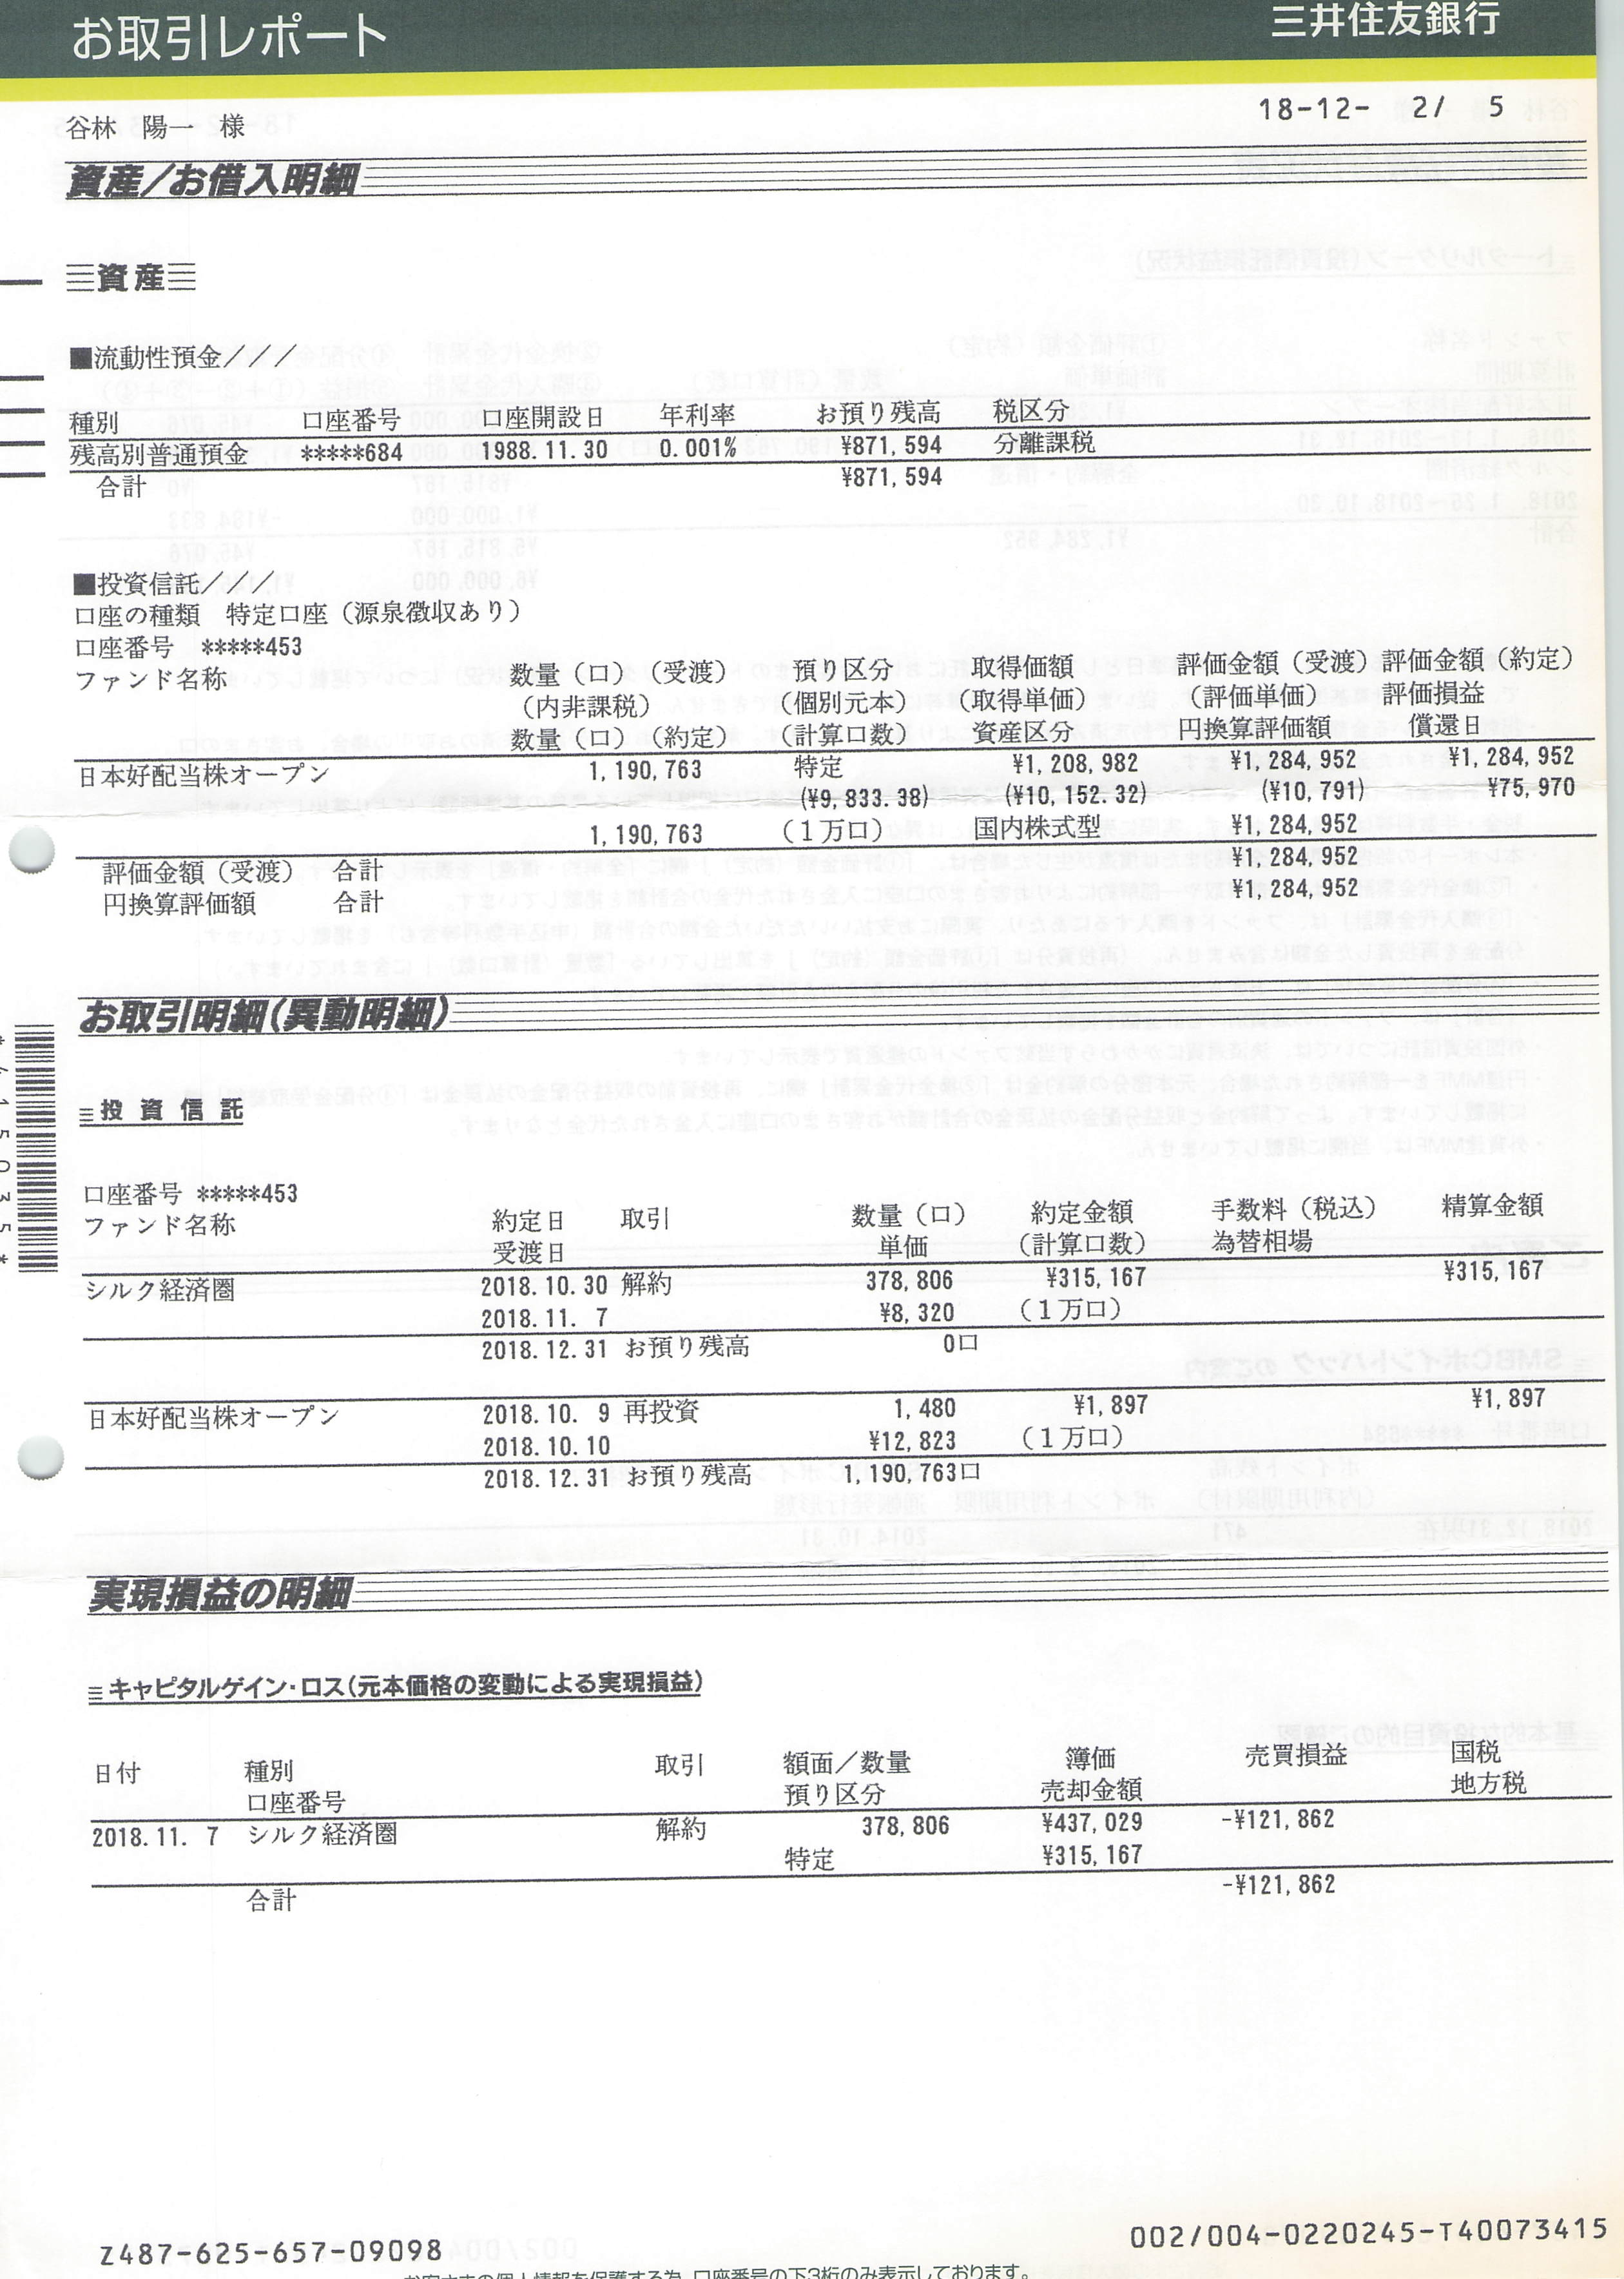 お取引レポート 三井住友銀行
18-12- 2/ 5
谷林 陽一 様
資産/お借入明細
資産
■流動性預金///
種別 口座番号 口座開設日 年利率 お預り残高 税区分
残高別普通預金 *****684 1988.11.30 0.001% ¥871,594 分離課税
合計 ¥871,594
■投資信託///
口座の種類 特定口座(源泉徴収あり)
口座番号 *****453
ファンド名称 数量(口)(受渡) 預り区分 取得価額 評価金額(受渡) 評価金額(約定)
(内非課税) (個別元本) (取得単価) (評価単価) 評価損益
数量(口)(約定) (計算口数) 資産区分 円換算評価額 償還日
日本好配当株オープン 1,190,763 特定 ¥1,208,982 ¥1,284,952 ¥1,284,952
(¥9,833.38) (¥10,152.32) (¥10,791) ¥75,970
1,190,763 (1万口) 国内株式型 ¥1,284,952
評価金額(受渡) 合計 ¥1,284,952
円換算評価額 合計 ¥1,284,952
お取引明細(異動明細)
投資信託
口座番号 *****453
ファンド名称 約定日 取引 数量(口) 約定金額 手数料(税込) 精算金額
受渡日 単価 (計算口数) 為替相場
シルク経済圏 2018.10.30 解約 378,806 ¥315,167 ¥315,167
2018.11. 7 ¥8,320 (1万口)
2018.12.31 お預り残高 0口
日本好配当株オープン 2018.10. 9 再投資 1,480 ¥1,897 ¥1,897
2018.10.10 ¥12,823 (1万口)
2018.12.31 お預り残高 1,190,763口
実現損益の明細
キャピタルゲイン・ロス(元本価格の変動による実現損益)
日付 種別 取引 額面/数量 簿価 売買損益 国税
口座番号 預り区分 売却金額 地方税
2018.11. 7 シルク経済圏 解約 378,806 ¥437,029 -¥121,862
特定 ¥315,167
合計 -¥121,862
Z487-625-657-09098 002/004-0220245-T40073415
お客さまの個人情報を保護する為、口座番号の下3桁のみ表示しております。